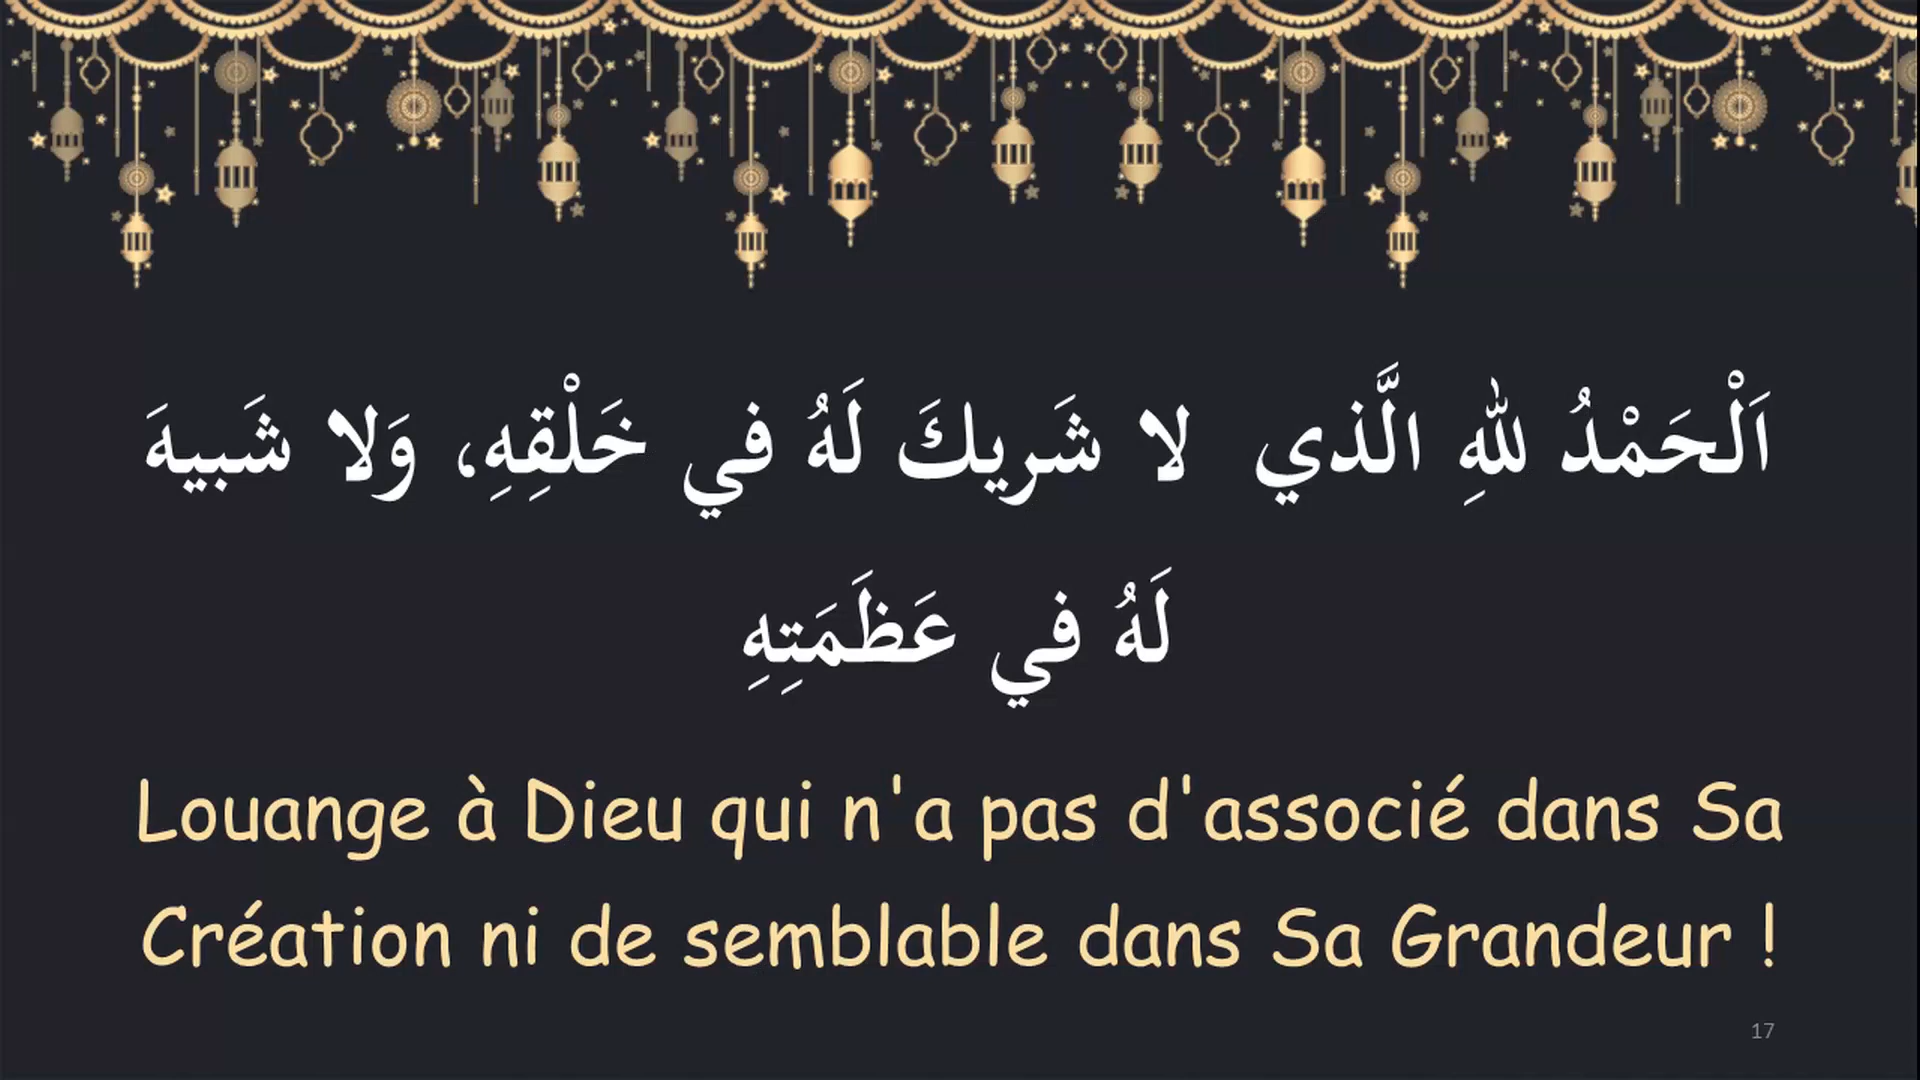 اَلْحَمْدُ للهِ الَّذي لا شَريكَ لَهُ في خَلْقِهِ، وَلا شَبيهَ
لَهُ في عَظَمَتِهِ
Louange à Dieu qui n'a pas d'associé dans Sa
Création ni de semblable dans Sa Grandeur !
17